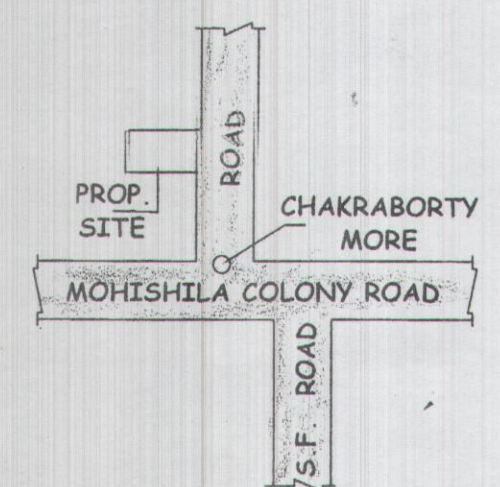 ROAD
PROP.
SITE
CHAKRABORTY
MORE
MOHISHILA COLONY ROAD
S.F. ROAD